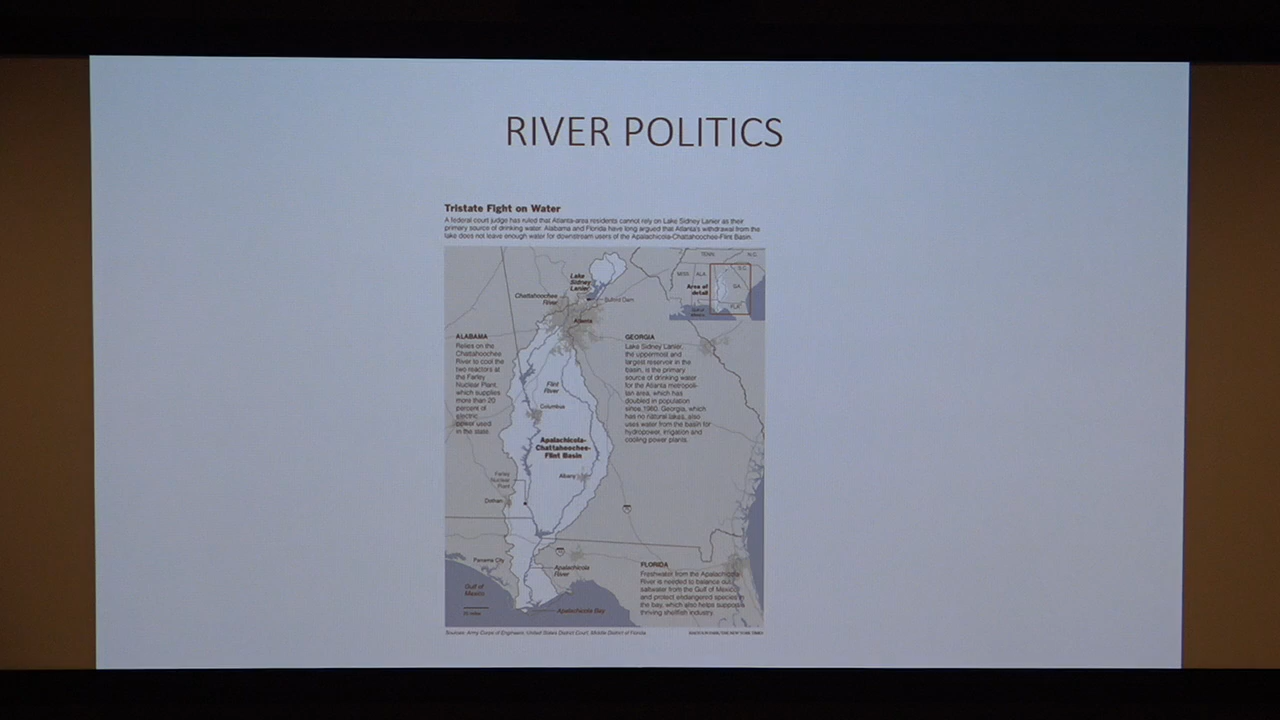 RIVER POLITICS
Tristate Fight on Water
A federal court judge has ruled that Atlanta-area residents cannot rely on Lake Sidney Lanier as their
primary source of drinking water. Alabama and Florida have long argued that Atlanta's withdrawal from the
lake does not leave enough water for downstream users of the Apalachicola-Chattahoochee-Flint Basin.
TENN.
N.C.
MISS.
ALA.
S.C.
GA.
FLA.
Area of
detail
Gulf of
Mexico
Lake
Sidney
Lanier
Chattahoochee
River
Buford Dam
Atlanta
ALABAMA
Relies on the
Chattahoochee
River to cool the
two reactors at
the Farley
Nuclear Plant,
which supplies
more than 20
percent of
electric
power used
in the state.
GEORGIA
Lake Sidney Lanier,
the uppermost and
largest reservoir in the
basin, is the primary
source of drinking water
for the Atlanta metropoli-
tan area, which has
doubled in population
since 1980. Georgia, which
has no natural lakes, also
uses water from the basin for
hydropower, irrigation and
cooling power plants.
Flint
River
Columbus
Apalachicola-
Chattahoochee-
Flint Basin
Albany
Farley
Nuclear
Plant
Dothan
Panama City
Apalachicola
River
Gulf of
Mexico
Apalachicola Bay
FLORIDA
Freshwater from the Apalachicola
River is needed to balance out
saltwater from the Gulf of Mexico
and protect endangered species in
the bay, which also helps support a
thriving shellfish industry.
Sources: Army Corps of Engineers; United States District Court, Middle District of Florida
THE NEW YORK TIMES